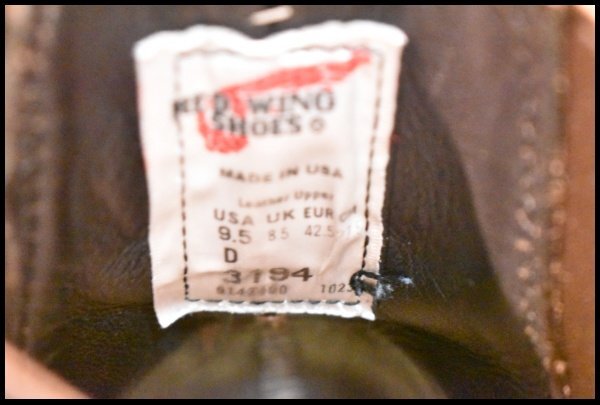 RED WING
SHOES
MADE IN USA
Leather Upper
USA UK EUR
9.5 8.5 42.5
D
3194